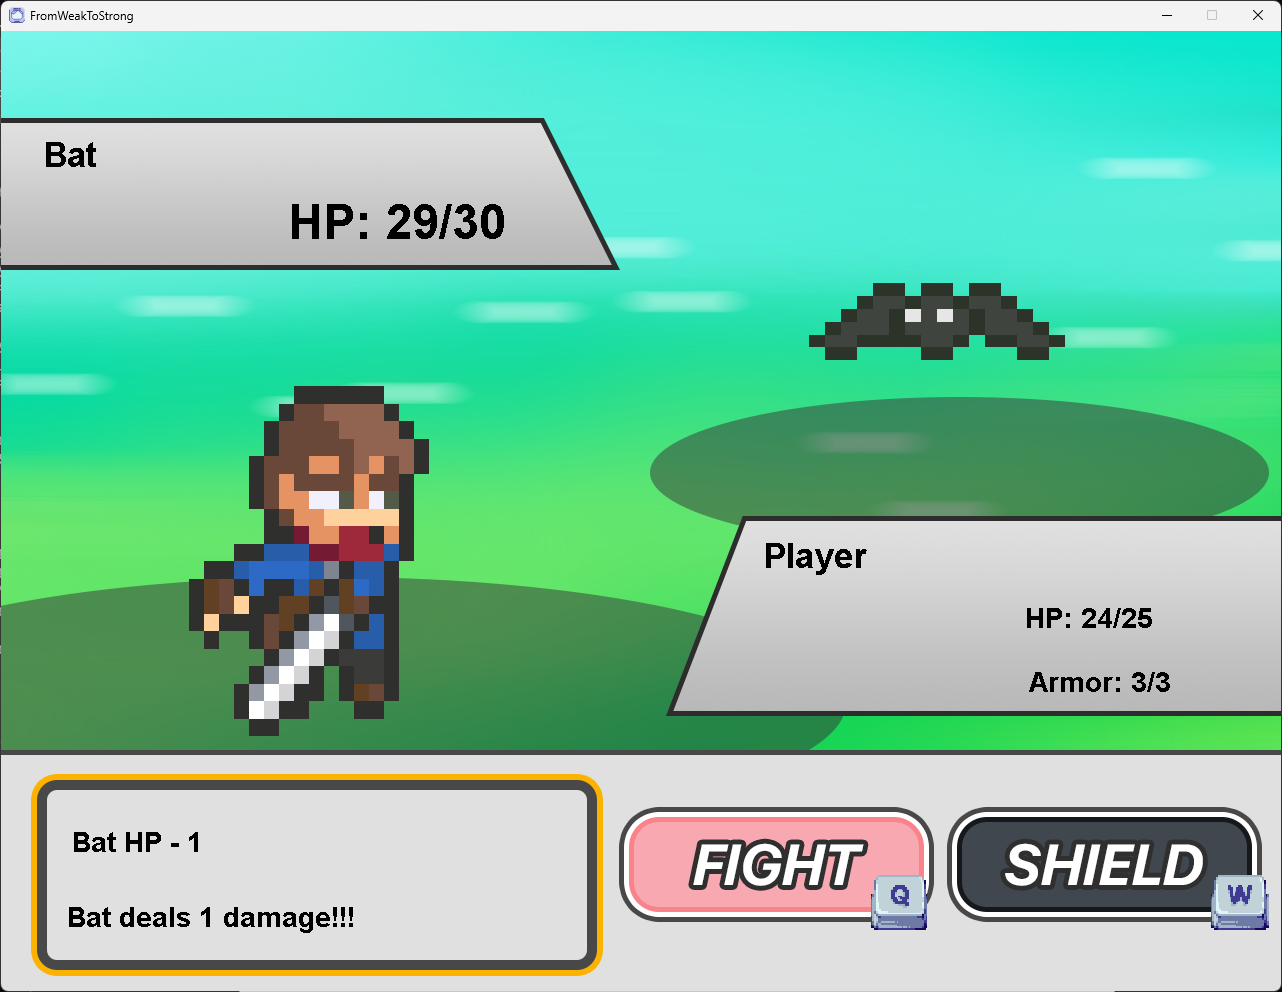 FromWeakToStrong
Bat
HP: 29/30
Player
HP: 24/25
Armor: 3/3
Bat HP - 1
Bat deals 1 damage!!!
FIGHT
Q
SHIELD
W